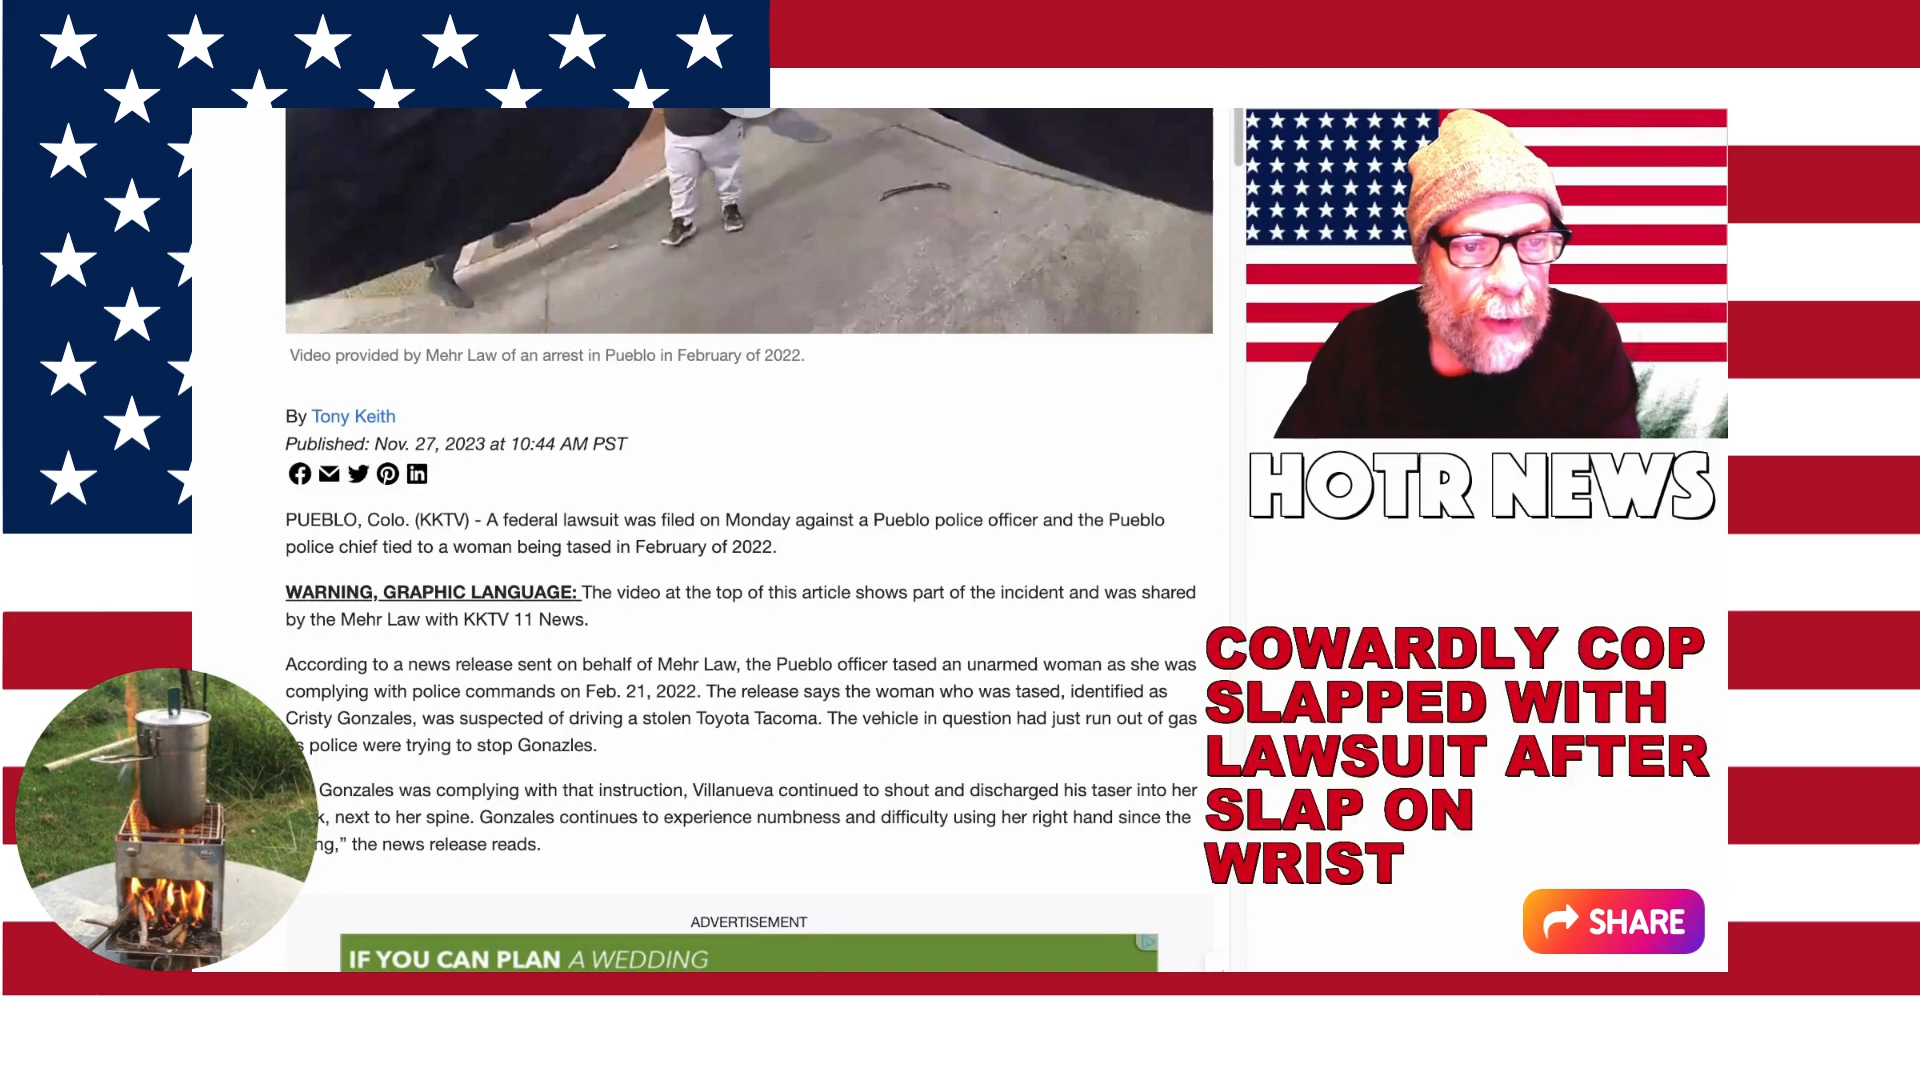 Video provided by Mehr Law of an arrest in Pueblo in February of 2022.
By Tony Keith
Published: Nov. 27, 2023 at 10:44 AM PST
PUEBLO, Colo. (KKTV) - A federal lawsuit was filed on Monday against a Pueblo police officer and the Pueblo
police chief tied to a woman being tased in February of 2022.
WARNING, GRAPHIC LANGUAGE: The video at the top of this article shows part of the incident and was shared
by the Mehr Law with KKTV 11 News.
According to a news release sent on behalf of Mehr Law, the Pueblo officer tased an unarmed woman as she was
complying with police commands on Feb. 21, 2022. The release says the woman who was tased, identified as
Cristy Gonzales, was suspected of driving a stolen Toyota Tacoma. The vehicle in question had just run out of gas
police were trying to stop Gonazles.
Gonzales was complying with that instruction, Villanueva continued to shout and discharged his taser into her
next to her spine. Gonzales continues to experience numbness and difficulty using her right hand since the
the news release reads.
ADVERTISEMENT
IF YOU CAN PLAN A WEDDING
HOTR NEWS
COWARDLY COP
SLAPPED WITH
LAWSUIT AFTER
SLAP ON
WRIST
SHARE